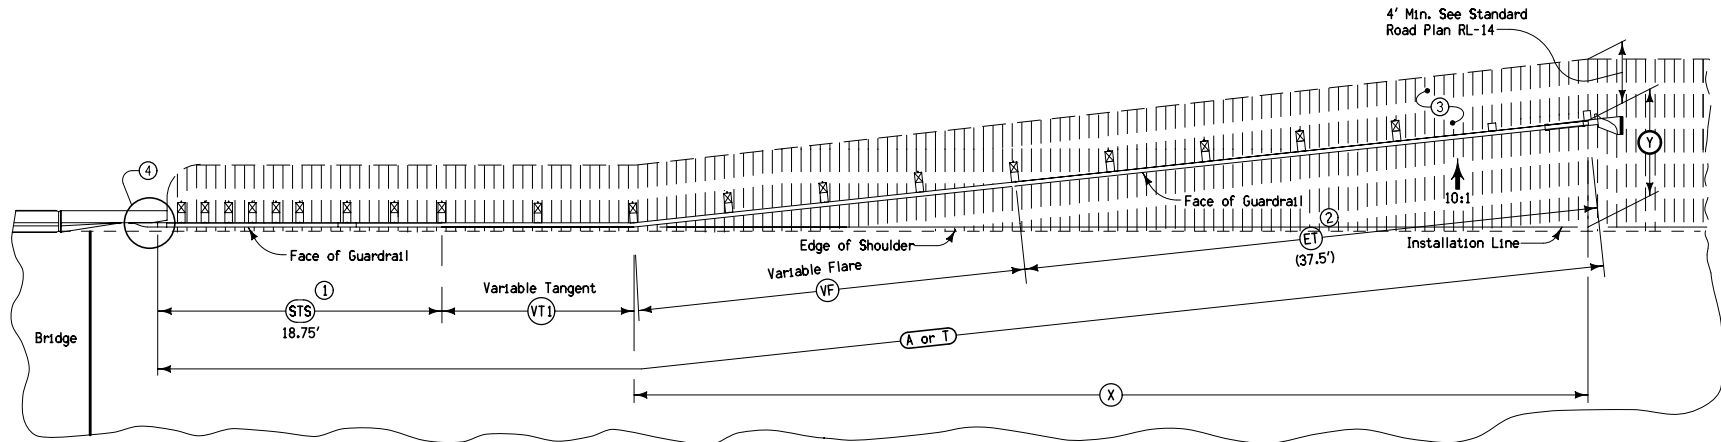 4' Min. See Standard
Road Plan RL-14
3
Y
4
Face of Guardrail
10:1
2
ET
(37.5')
Edge of Shoulder
Installation Line
Face of Guardrail
Variable Flare
VF
1
STS
18.75'
Variable Tangent
VT1
Bridge
A or T
X